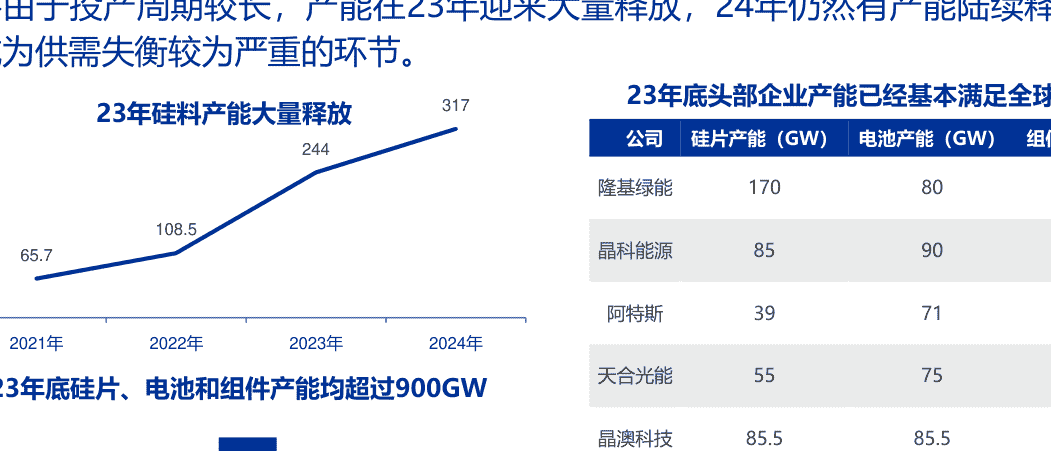 由于投产周期较长，产能在23年迎来大量释放，24年仍然有产能陆续释
为供需失衡较为严重的环节。
23年硅料产能大量释放
317
244
108.5
65.7
2021年 2022年 2023年 2024年
23年底硅片、电池和组件产能均超过900GW
23年底头部企业产能已经基本满足全球
公司 硅片产能（GW） 电池产能（GW） 组件
隆基绿能 170 80
晶科能源 85 90
阿特斯 39 71
天合光能 55 75
晶澳科技 85.5 85.5